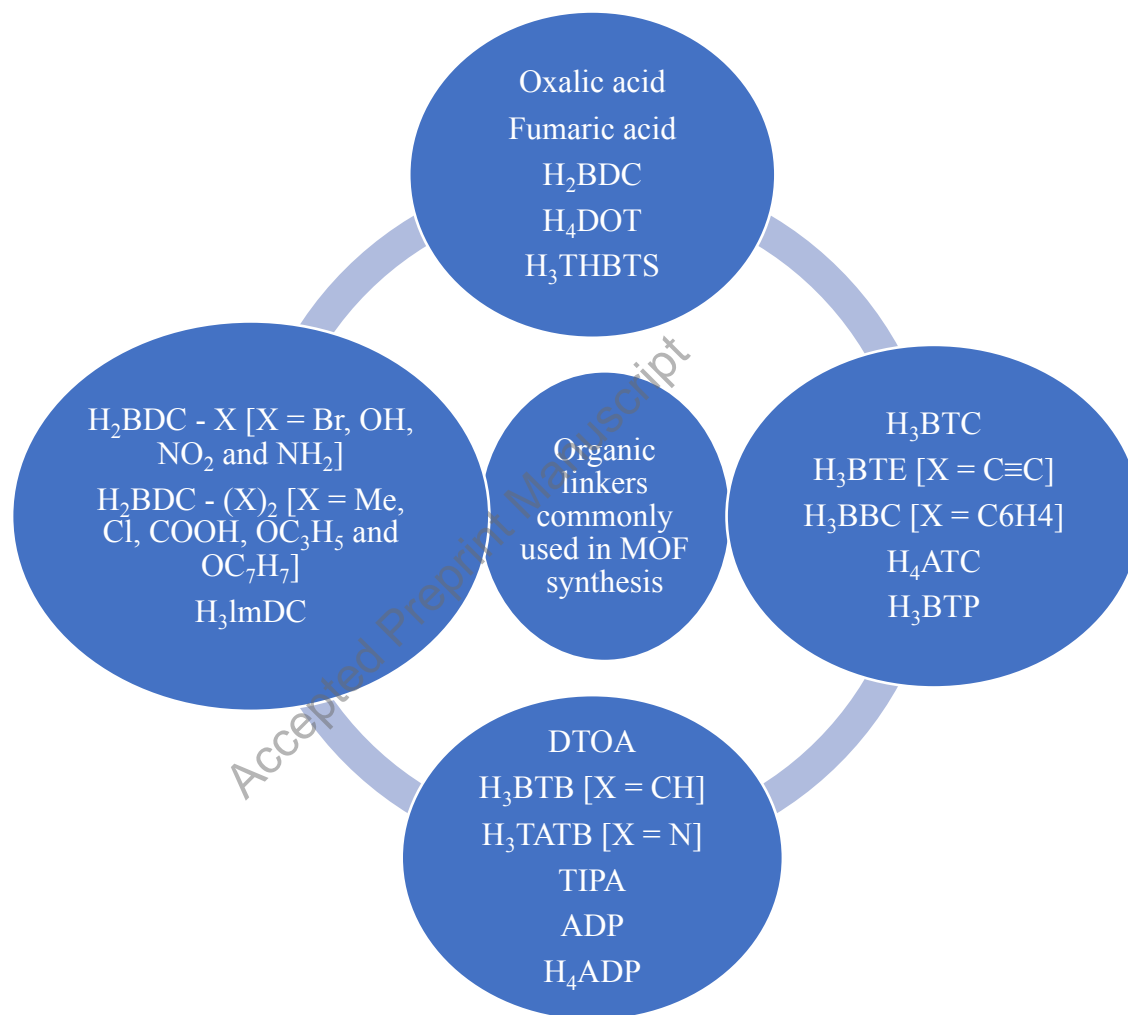 Oxalic acid
Fumaric acid
H₂BDC
H₄DOT
H₃THBTS
H₂BDC - X [X = Br, OH,
NO₂ and NH₂]
H₂BDC - (X)₂ [X = Me,
Cl, COOH, OC₃H₅ and
OC₇H₇]
H₃lmDC
Organic
linkers
commonly
used in MOF
synthesis
H₃BTC
H₃BTE [X = C≡C]
H₃BBC [X = C6H4]
H₄ATC
H₃BTP
DTOA
H₃BTB [X = CH]
H₃TATB [X = N]
TIPA
ADP
H₄ADP
Accepted Preprint Manuscript